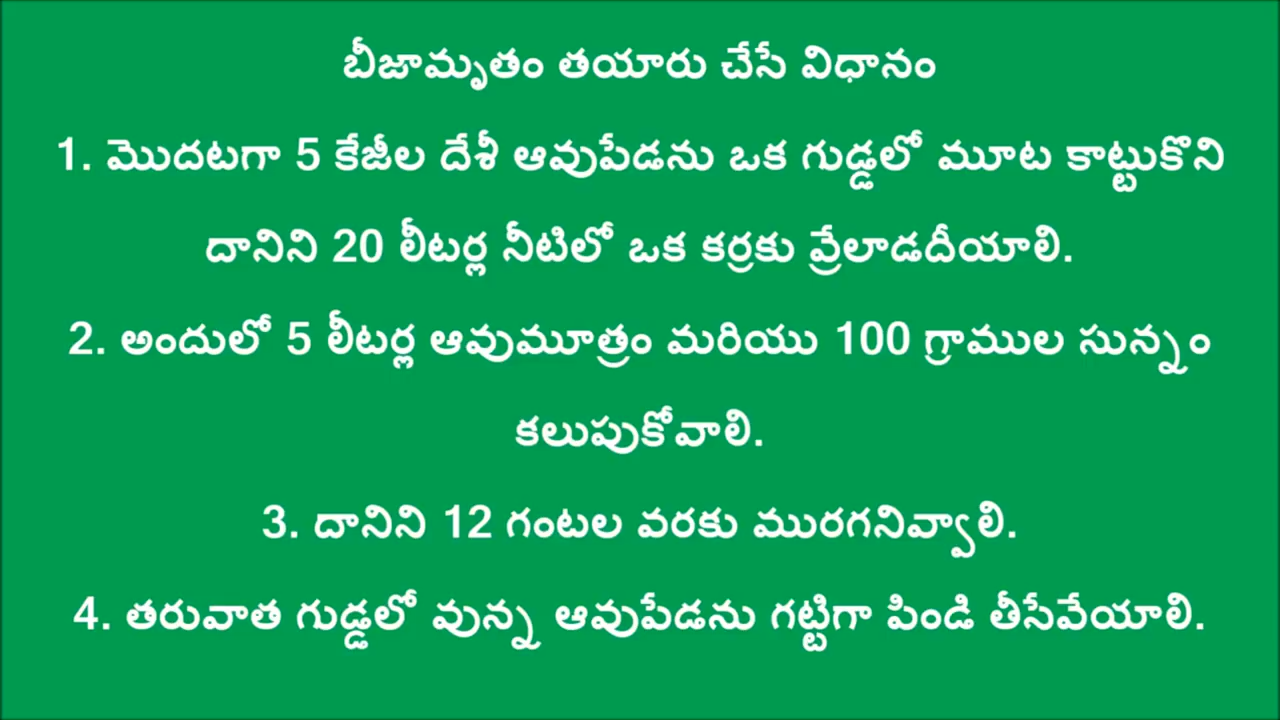 బీజామృతం తయారు చేసే విధానం
1. మొదటగా 5 కేజీల దేశీ ఆవుపేడను ఒక గుడ్డలో మూట కాట్టుకొని
దానిని 20 లీటర్ల నీటిలో ఒక కర్రకు వ్రేలాడదీయాలి.
2. అందులో 5 లీటర్ల ఆవుమూత్రం మరియు 100 గ్రాముల సున్నం
కలుపుకోవాలి.
3. దానిని 12 గంటల వరకు మురగనివ్వాలి.
4. తరువాత గుడ్డలో వున్న ఆవుపేడను గట్టిగా పిండి తీసేవేయాలి.